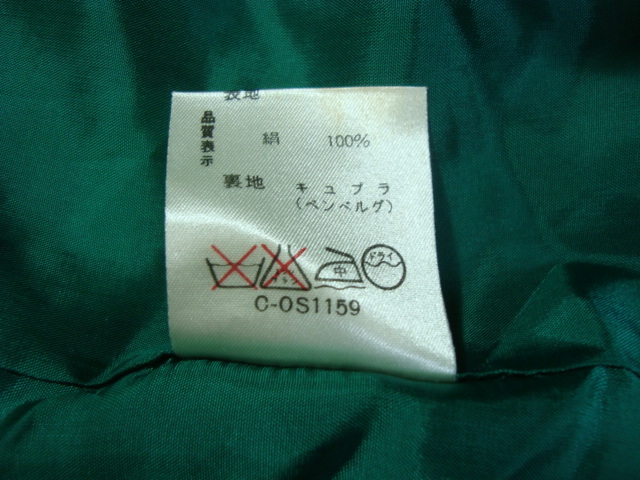 表地
品質表示
絹 100%
裏地 キュプラ
(ベンベルグ)
中
ドライ
C-OS1159